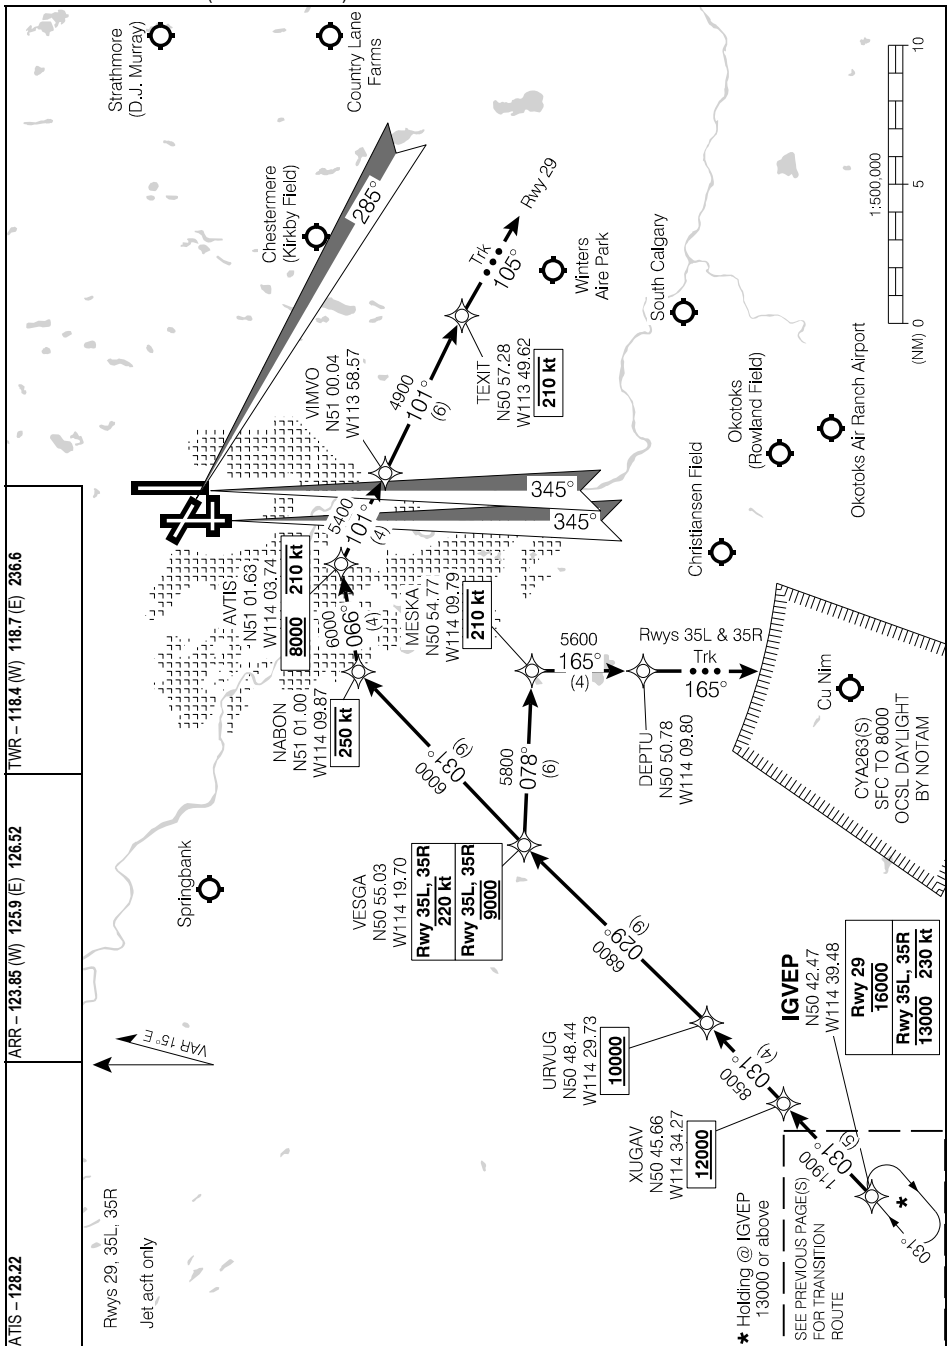 ATIS – 128.22
ARR – 123.85 (W) 125.9 (E) 126.52
TWR – 118.4 (W) 118.7 (E) 236.6
Rwys 29, 35L, 35R
Jet acft only
VAR 15° E
Springbank
Strathmore
(D.J. Murray)
Country Lane
Farms
Chestermere
(Kirkby Field)
285°
345°
345°
AVTIS
N51 01.63
W114 03.74
8000 210 kt
VIMVO
N51 00.04
W113 58.57
NABON
N51 01.00
W114 09.87
250 kt
6000
066°
(4)
5400
101°
(4)
4900
101°
(6)
TEXIT
N50 57.28
W113 49.62
210 kt
Trk
105°
Rwy 29
Winters
Aire Park
South Calgary
MESKA
N50 54.77
W114 09.79
210 kt
6000
031°
(9)
5800
078°
(6)
5600
165°
(4)
DEPTU
N50 50.78
W114 09.80
Rwys 35L & 35R
Trk
165°
VESGA
N50 55.03
W114 19.70
Rwy 35L, 35R
220 kt
Rwy 35L, 35R
9000
6800
029°
(9)
URVUG
N50 48.44
W114 29.73
10000
8500
031°
(4)
XUGAV
N50 45.66
W114 34.27
12000
11900
031°
(5)
IGVEP
N50 42.47
W114 39.48
Rwy 29
16000
Rwy 35L, 35R
13000 230 kt
031°
*
* Holding @ IGVEP
13000 or above
SEE PREVIOUS PAGE(S)
FOR TRANSITION
ROUTE
Christiansen Field
Okotoks
(Rowland Field)
Okotoks Air Ranch Airport
Cu Nim
CYA263(S)
SFC TO 8000
OCSL DAYLIGHT
BY NOTAM
1:500,000
(NM) 0 5 10